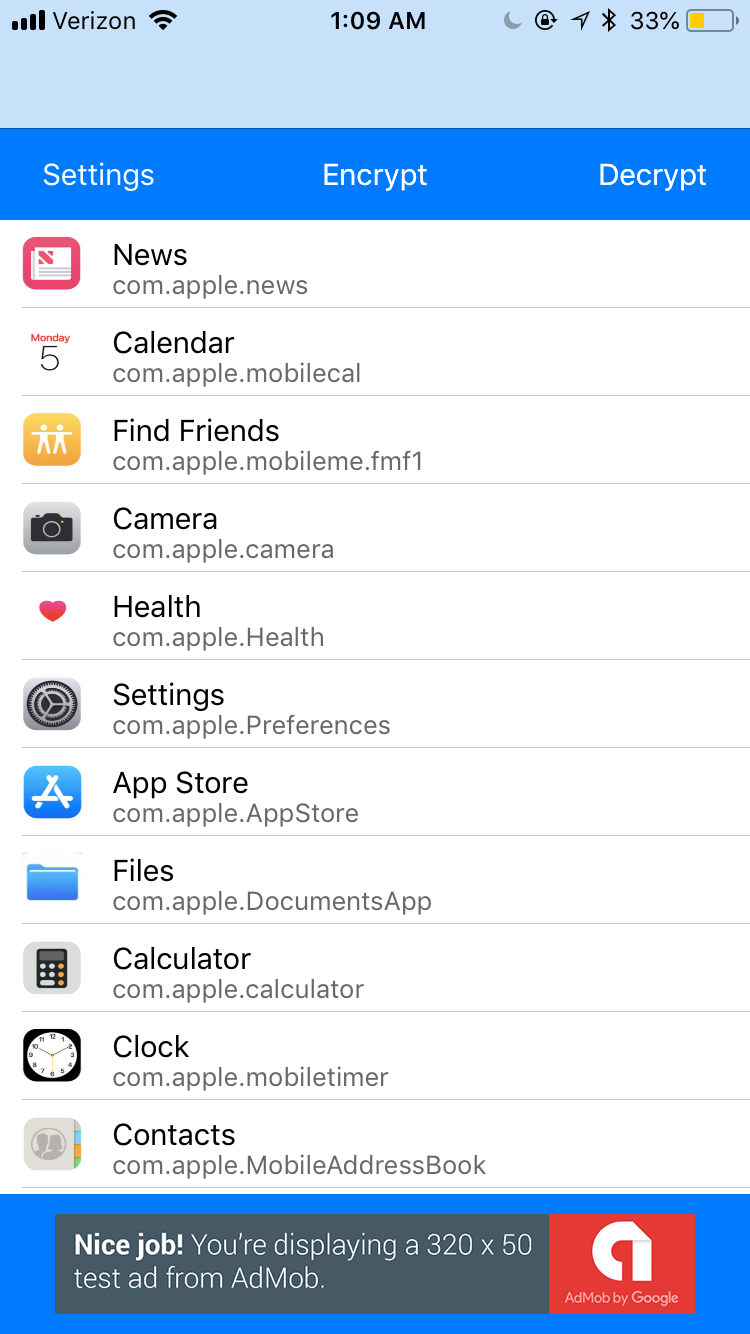 Verizon 1:09 AM 33%
Settings Encrypt Decrypt
News
com.apple.news
Monday
5
Calendar
com.apple.mobilecal
Find Friends
com.apple.mobileme.fmf1
Camera
com.apple.camera
Health
com.apple.Health
Settings
com.apple.Preferences
App Store
com.apple.AppStore
Files
com.apple.DocumentsApp
Calculator
com.apple.calculator
Clock
com.apple.mobiletimer
Contacts
com.apple.MobileAddressBook
Nice job! You're displaying a 320 x 50
test ad from AdMob.
AdMob by Google